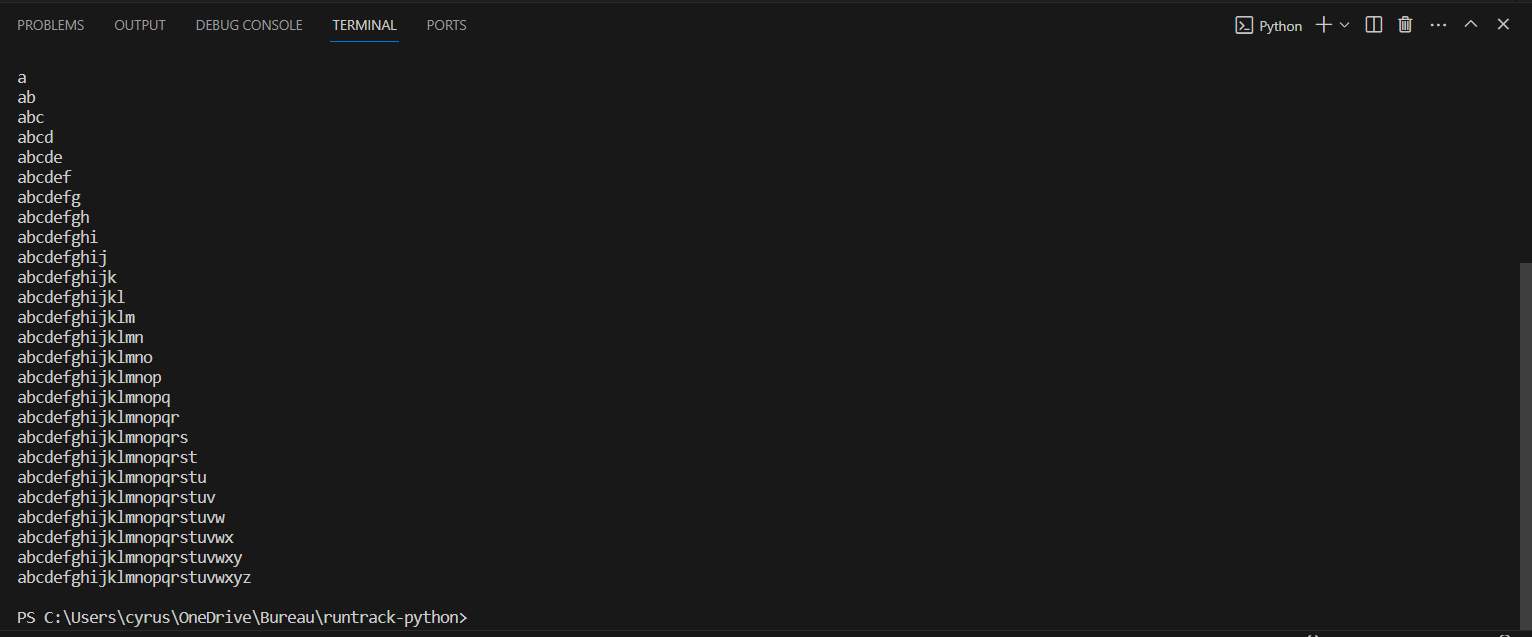 PROBLEMS OUTPUT DEBUG CONSOLE TERMINAL PORTS Python
a
ab
abc
abcd
abcde
abcdef
abcdefg
abcdefgh
abcdefghi
abcdefghij
abcdefghijk
abcdefghijkl
abcdefghijklm
abcdefghijklmn
abcdefghijklmno
abcdefghijklmnop
abcdefghijklmnopq
abcdefghijklmnopqr
abcdefghijklmnopqrs
abcdefghijklmnopqrst
abcdefghijklmnopqrstu
abcdefghijklmnopqrstuv
abcdefghijklmnopqrstuvw
abcdefghijklmnopqrstuvwx
abcdefghijklmnopqrstuvwxy
abcdefghijklmnopqrstuvwxyz
PS C:\Users\cyrus\OneDrive\Bureau\runtrack-python>